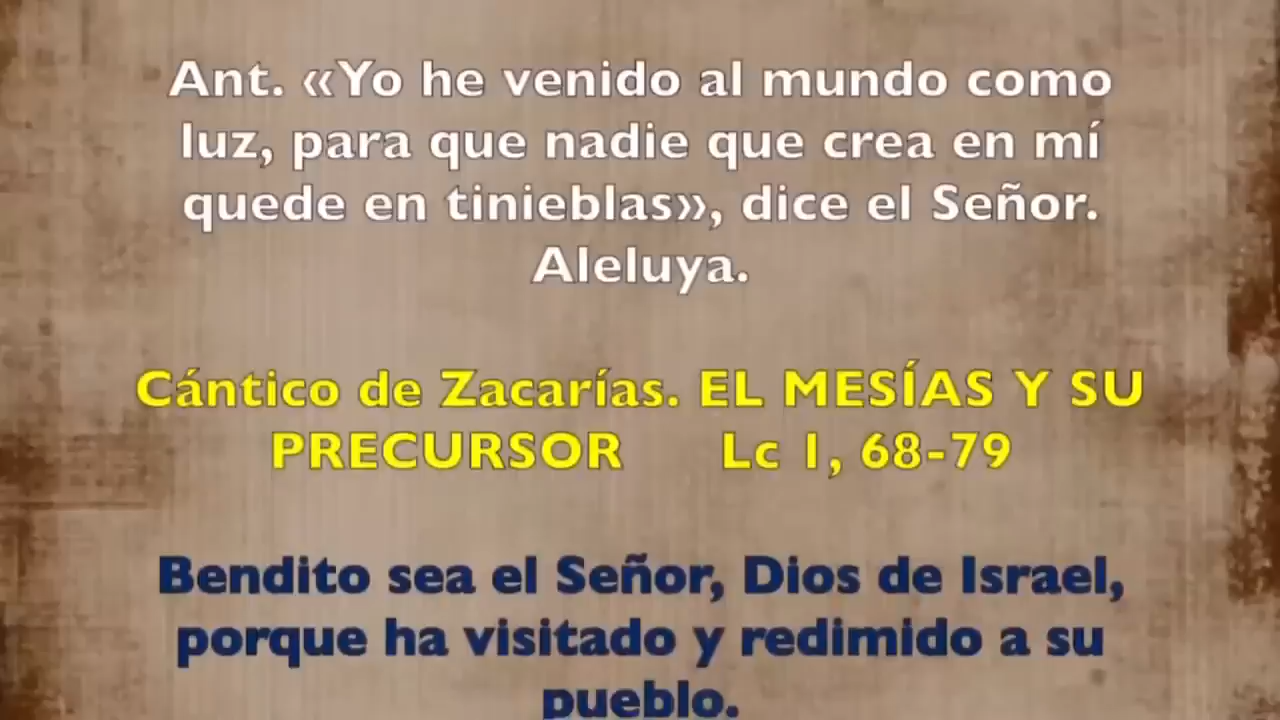 Ant. «Yo he venido al mundo como
luz, para que nadie que crea en mí
quede en tinieblas», dice el Señor.
Aleluya.
Cántico de Zacarías. EL MESÍAS Y SU
PRECURSOR Lc 1, 68-79
Bendito sea el Señor, Dios de Israel,
porque ha visitado y redimido a su
pueblo.